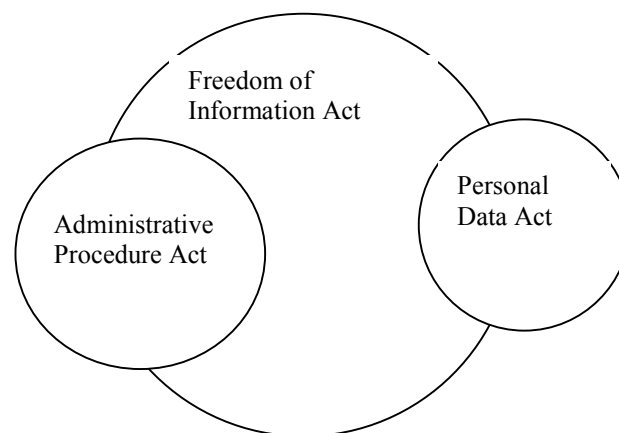 Freedom of
Information Act
Administrative
Procedure Act
Personal
Data Act